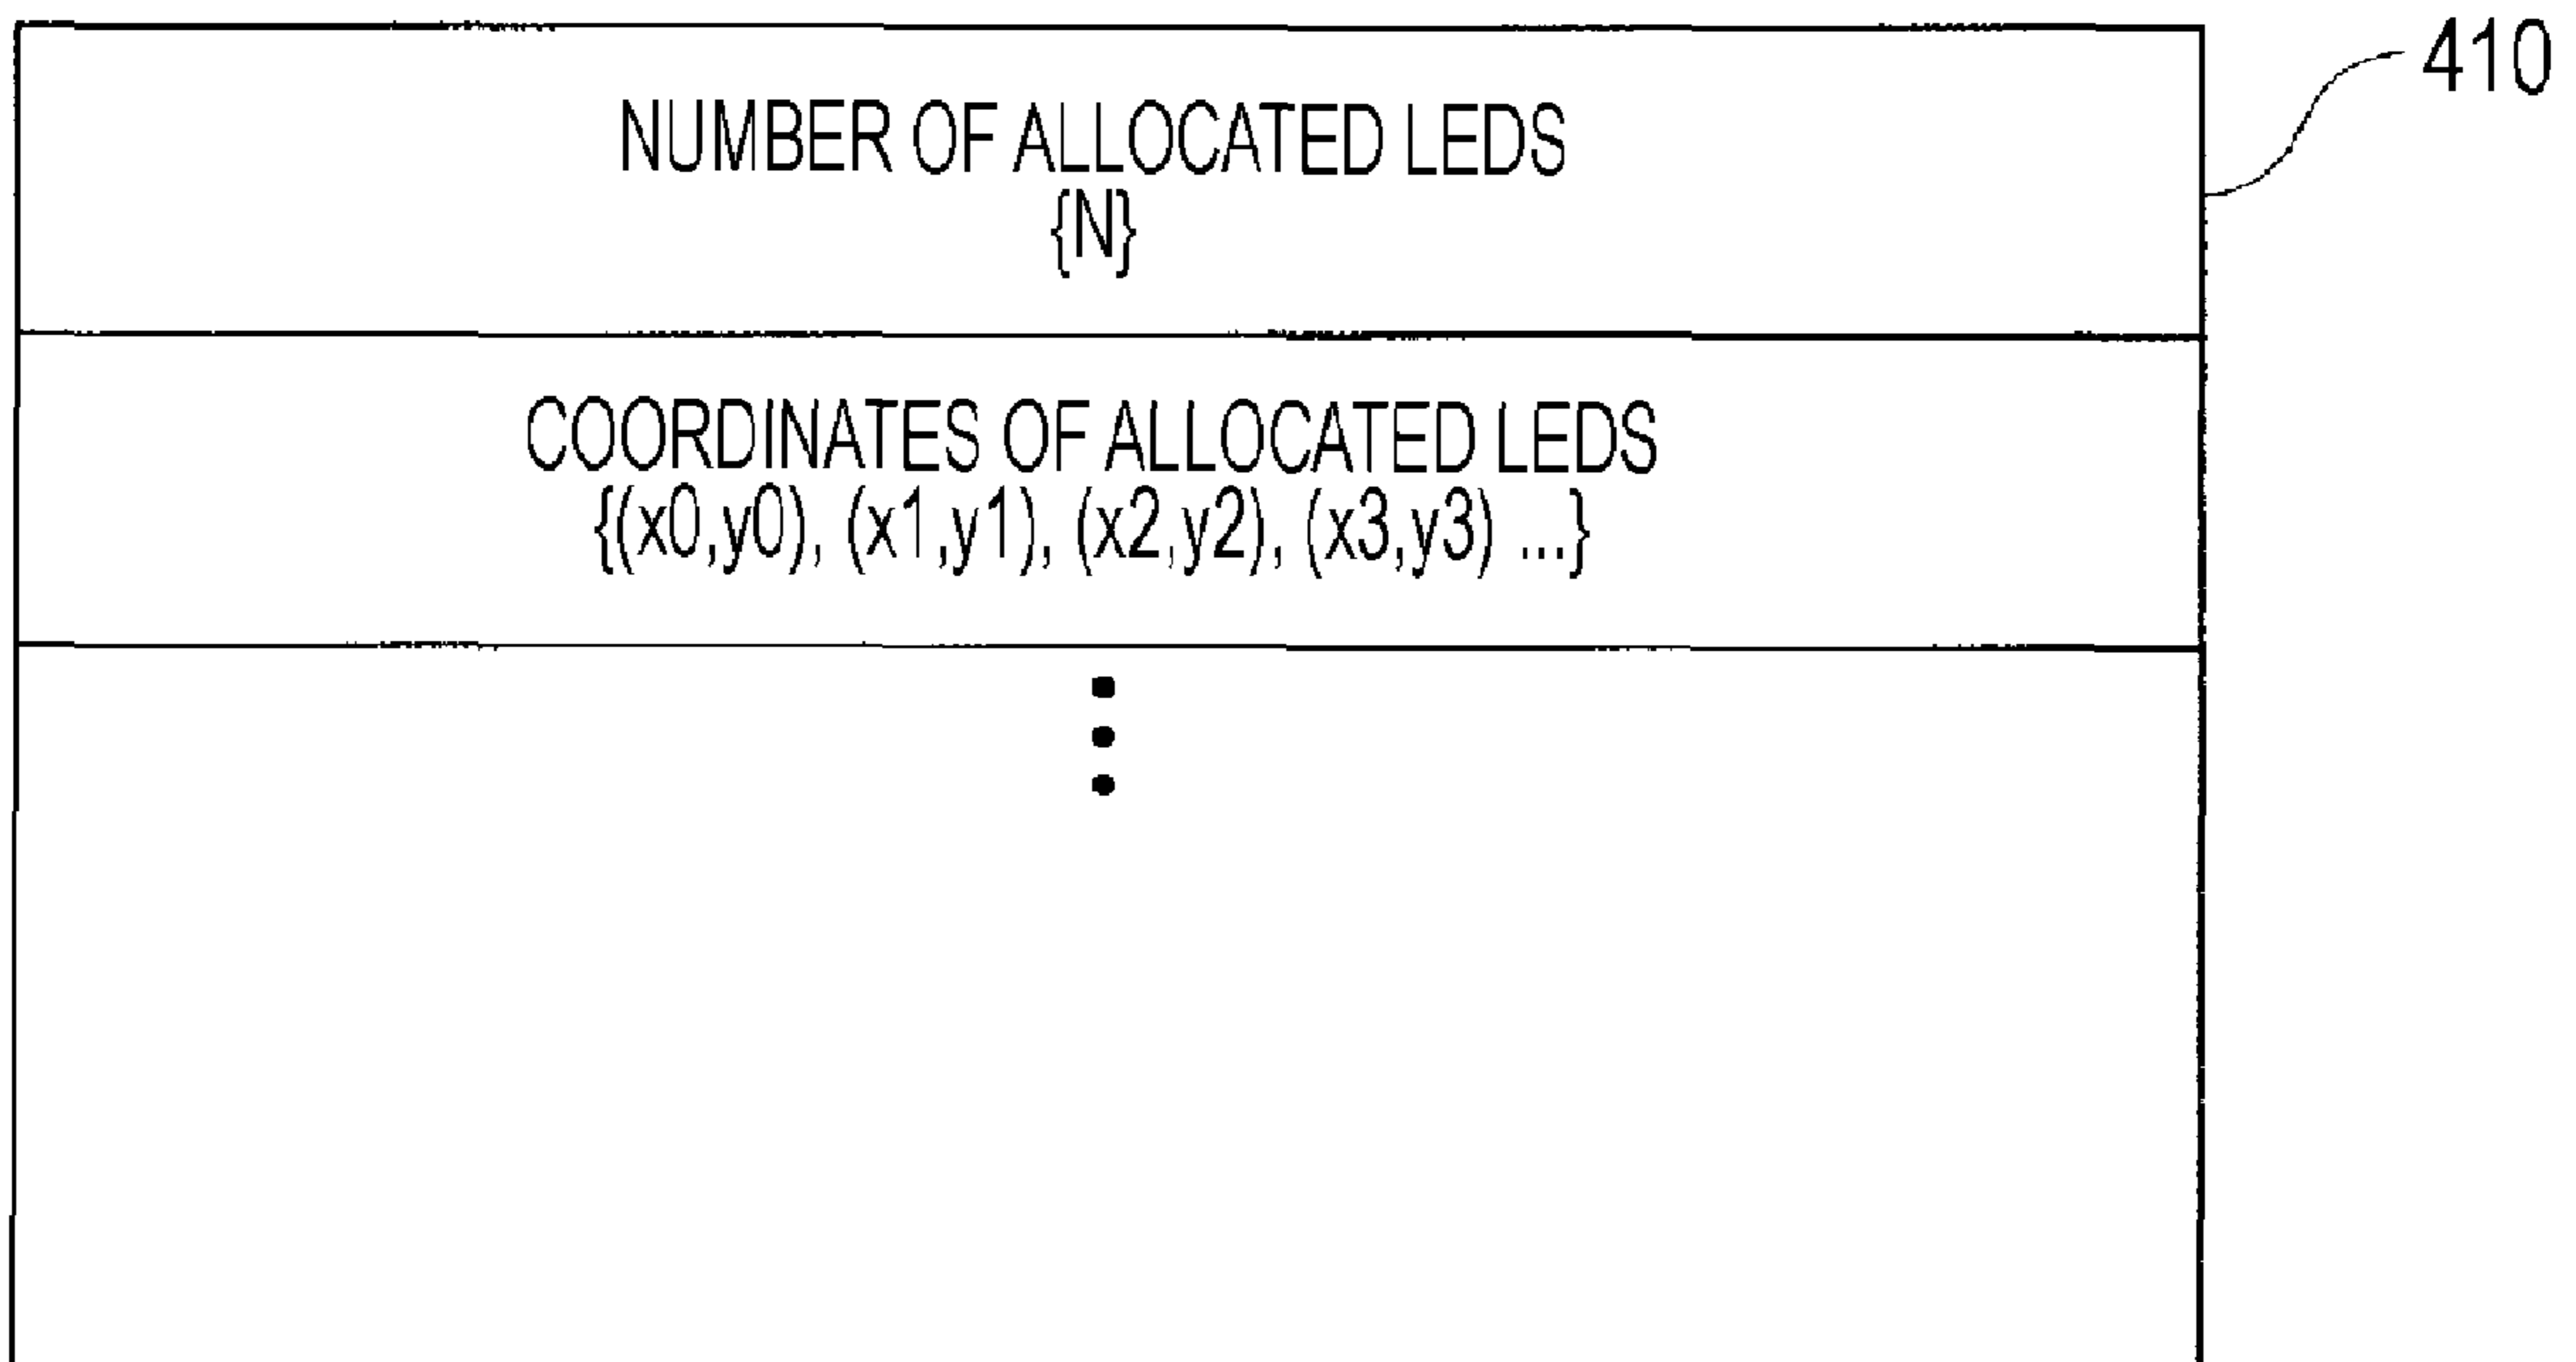 410
NUMBER OF ALLOCATED LEDS
{N}
COORDINATES OF ALLOCATED LEDS
{(x0,y0), (x1,y1), (x2,y2), (x3,y3) ...}